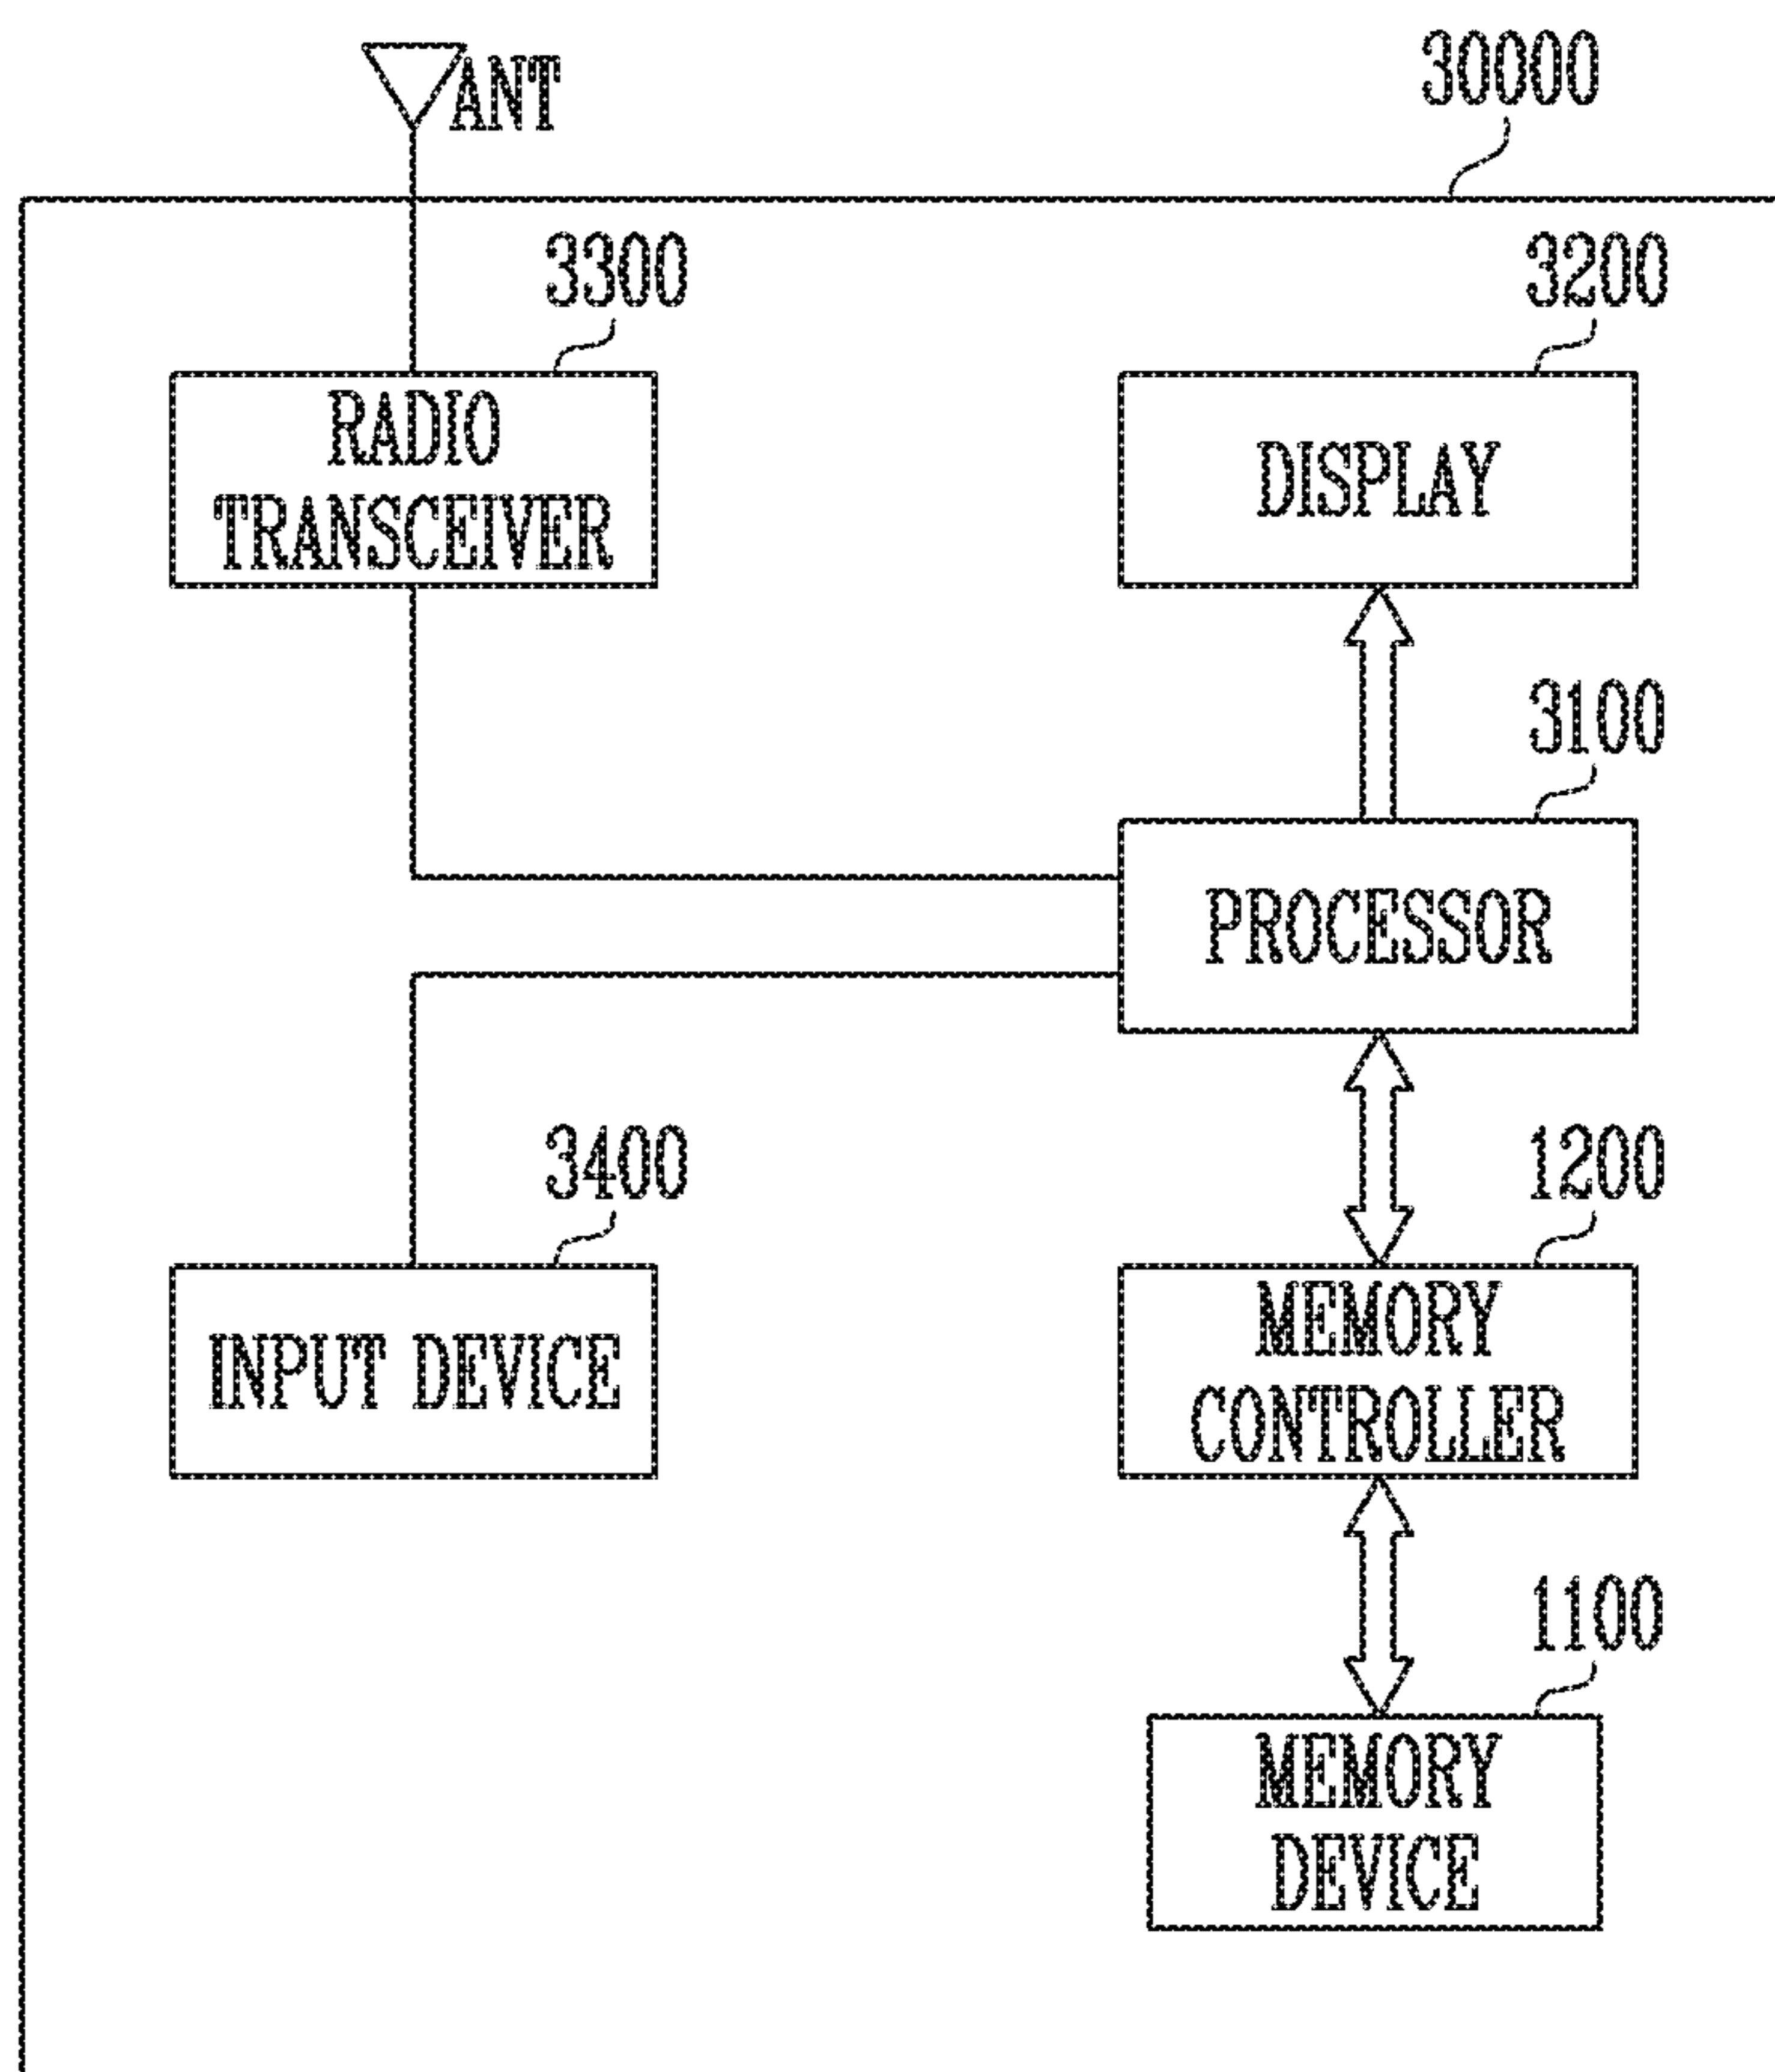 ANT
30000
3300
3200
RADIO
TRANSCEIVER
DISPLAY
3100
PROCESSOR
3400
1200
INPUT DEVICE
MEMORY
CONTROLLER
1100
MEMORY
DEVICE